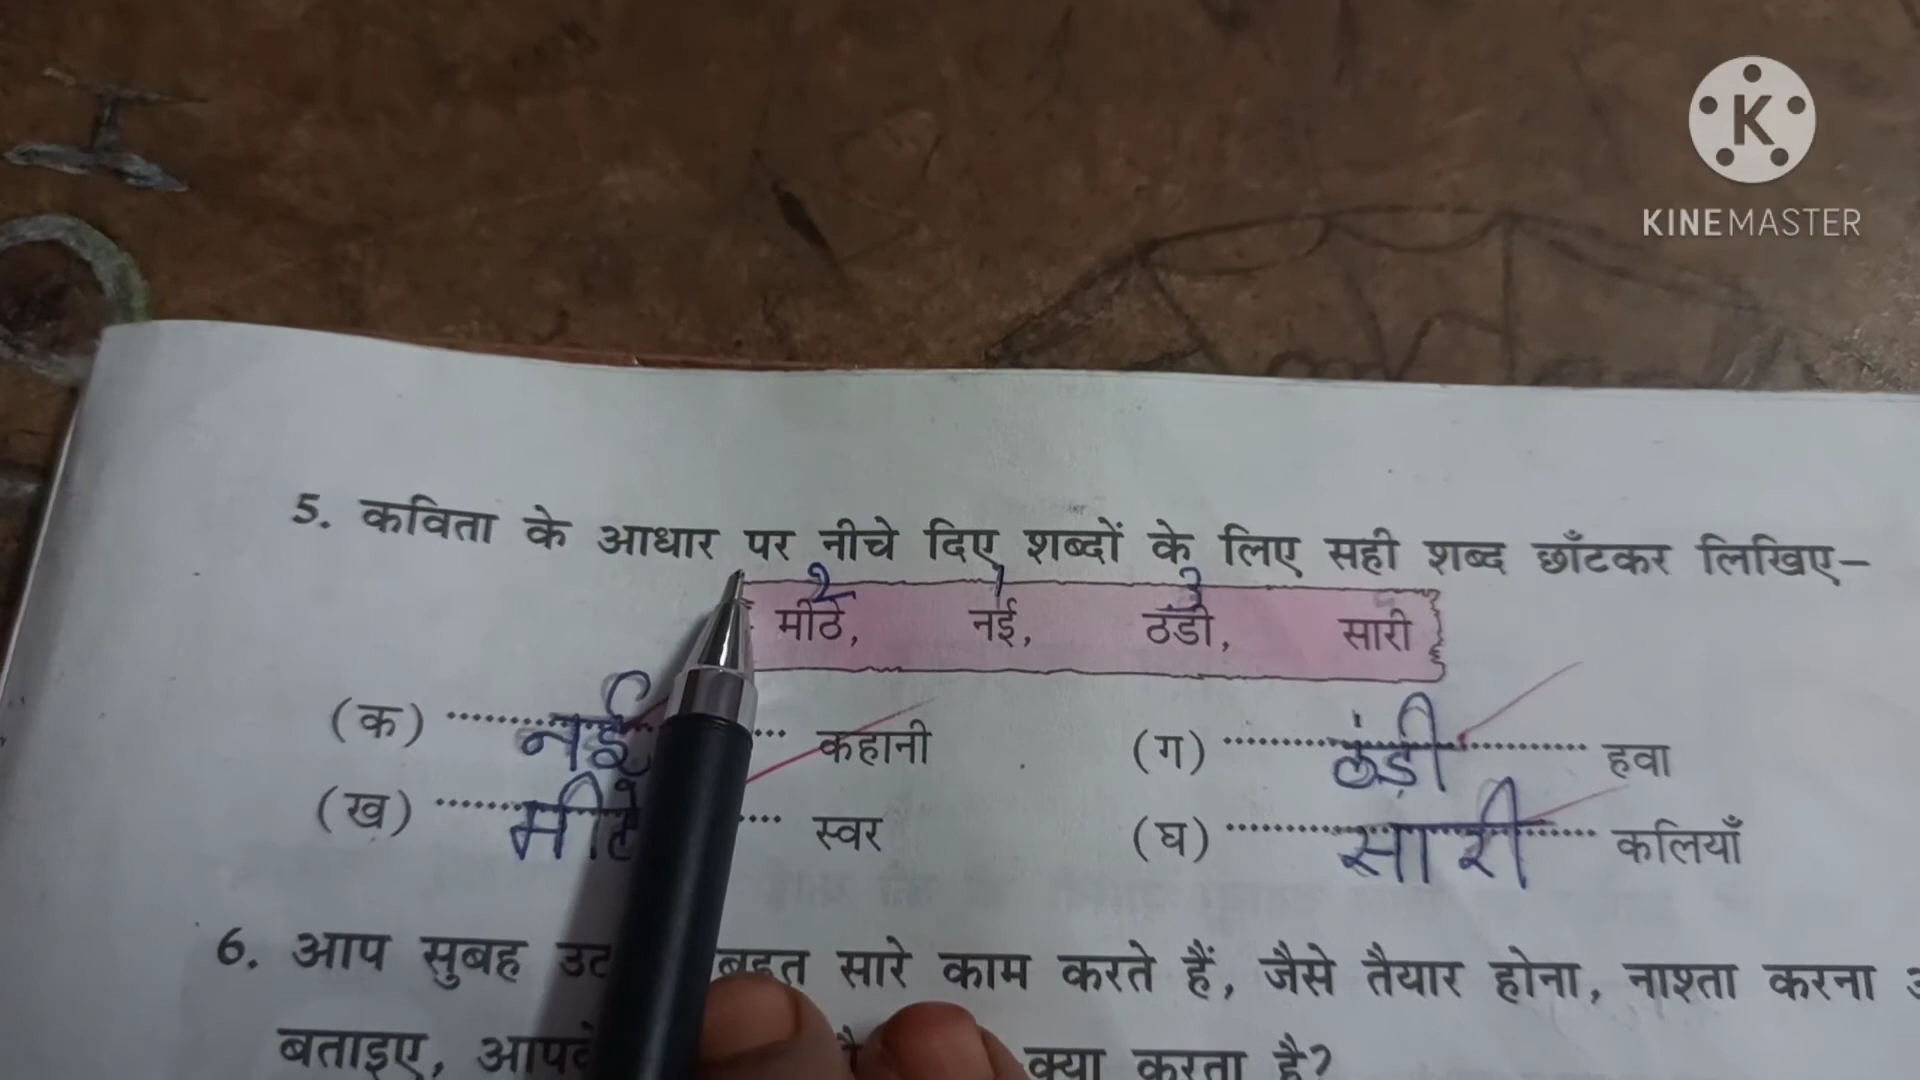 K
KINEMASTER
5. कविता के आधार पर नीचे दिए शब्दों के लिए सही शब्द छाँटकर लिखिए–
2 1 3
मीठे, नई, ठंडी, सारी
(क) नई कहानी (ग) ठंडी हवा
(ख) मीठे स्वर (घ) सारी कलियाँ
6. आप सुबह बहुत सारे काम करते हैं, जैसे तैयार होना, नाश्ता करना
बताइए, क्या करता है?